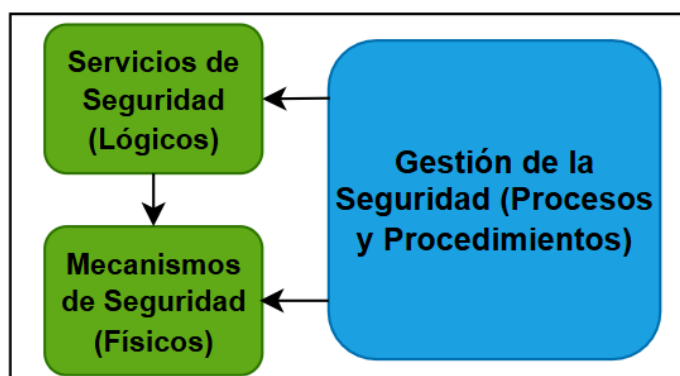 Servicios de
Seguridad
(Lógicos)
Gestión de la
Seguridad (Procesos
y Procedimientos)
Mecanismos
de Seguridad
(Físicos)